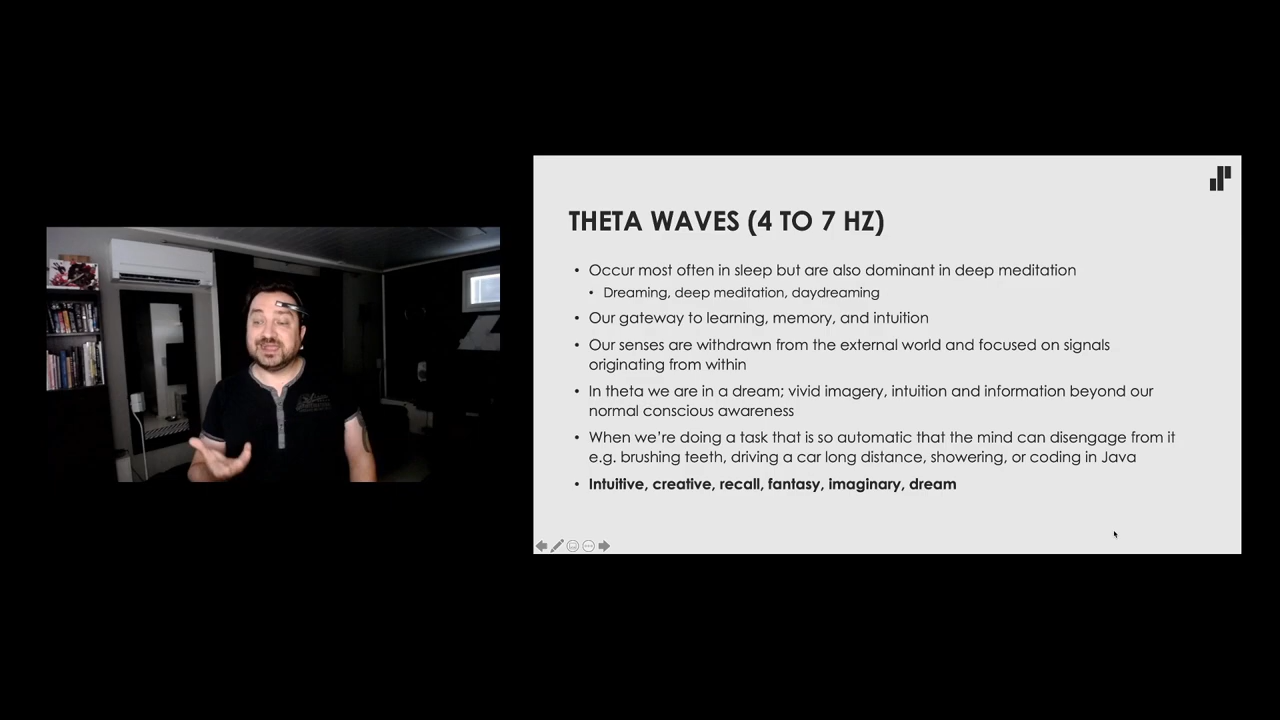 THETA WAVES (4 TO 7 HZ)
• Occur most often in sleep but are also dominant in deep meditation
• Dreaming, deep meditation, daydreaming
• Our gateway to learning, memory, and intuition
• Our senses are withdrawn from the external world and focused on signals
originating from within
• In theta we are in a dream; vivid imagery, intuition and information beyond our
normal conscious awareness
• When we’re doing a task that is so automatic that the mind can disengage from it
e.g. brushing teeth, driving a car long distance, showering, or coding in Java
• Intuitive, creative, recall, fantasy, imaginary, dream